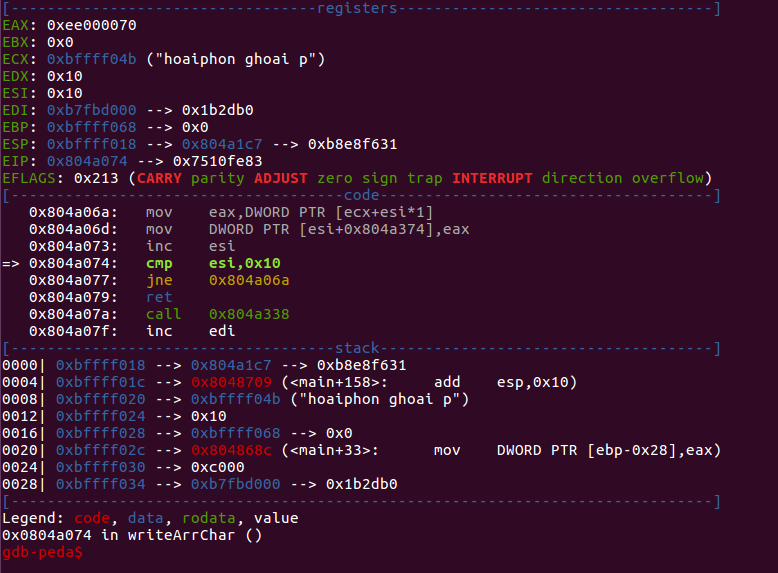 [----------------------------------registers-----------------------------------]
EAX: 0xee000070
EBX: 0x0
ECX: 0xbffff04b ("hoaiphon ghoai p")
EDX: 0x10
ESI: 0x10
EDI: 0xb7fbd000 --> 0x1b2db0
EBP: 0xbffff068 --> 0x0
ESP: 0xbffff018 --> 0x804a1c7 --> 0xb8e8f631
EIP: 0x804a074 --> 0x7510fe83
EFLAGS: 0x213 (CARRY parity ADJUST zero sign trap INTERRUPT direction overflow)
[-------------------------------------code-------------------------------------]
   0x804a06a:	mov    eax,DWORD PTR [ecx+esi*1]
   0x804a06d:	mov    DWORD PTR [esi+0x804a374],eax
   0x804a073:	inc    esi
=> 0x804a074:	cmp    esi,0x10
   0x804a077:	jne    0x804a06a
   0x804a079:	ret
   0x804a07a:	call   0x804a338
   0x804a07f:	inc    edi
[------------------------------------stack-------------------------------------]
0000| 0xbffff018 --> 0x804a1c7 --> 0xb8e8f631
0004| 0xbffff01c --> 0x8048709 (<main+158>:	add    esp,0x10)
0008| 0xbffff020 --> 0xbffff04b ("hoaiphon ghoai p")
0012| 0xbffff024 --> 0x10
0016| 0xbffff028 --> 0xbffff068 --> 0x0
0020| 0xbffff02c --> 0x804868c (<main+33>:	mov    DWORD PTR [ebp-0x28],eax)
0024| 0xbffff030 --> 0xc000
0028| 0xbffff034 --> 0xb7fbd000 --> 0x1b2db0
[------------------------------------------------------------------------------]
Legend: code, data, rodata, value
0x0804a074 in writeArrChar ()
gdb-peda$